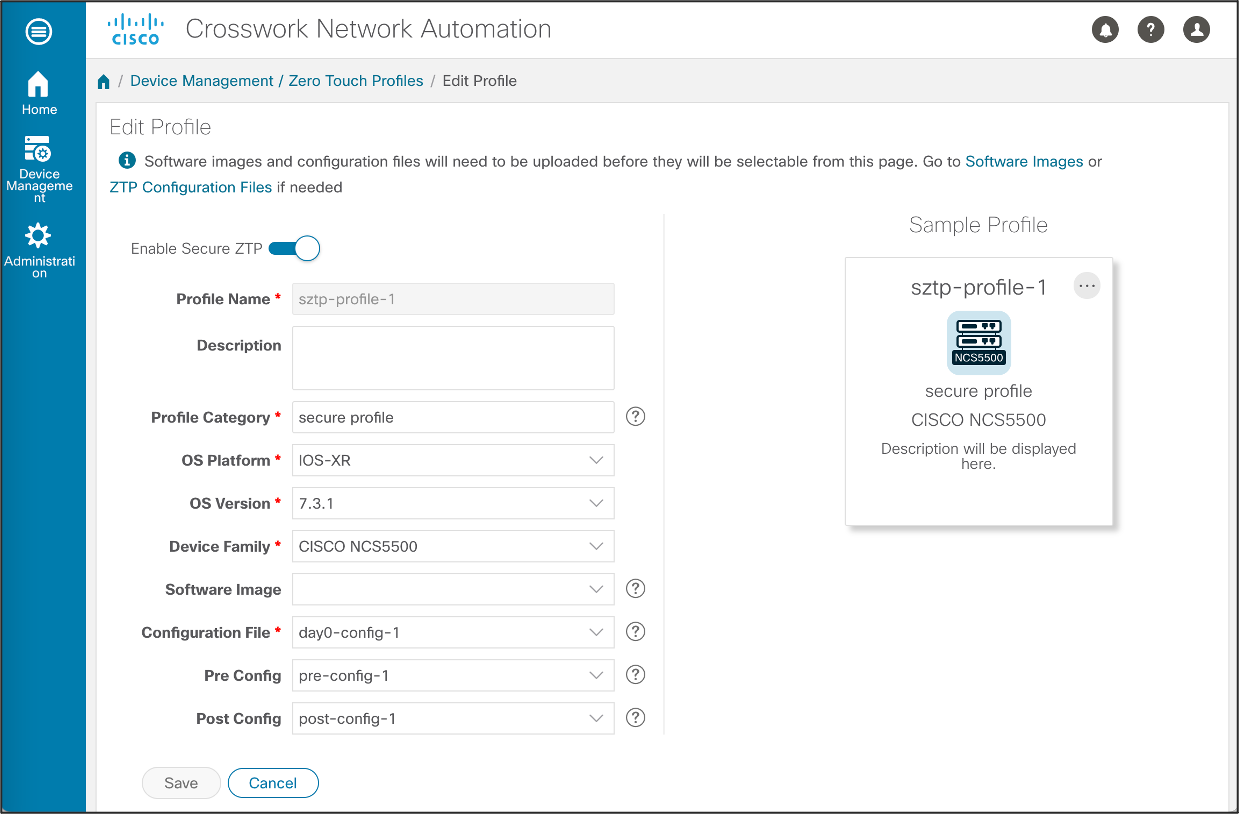 CISCO
Crosswork Network Automation
?
/ Device Management / Zero Touch Profiles / Edit Profile
Home
Device
Manageme
nt
Administrati
on
Edit Profile
Software images and configuration files will need to be uploaded before they will be selectable from this page. Go to Software Images or
ZTP Configuration Files if needed
Enable Secure ZTP
Profile Name * sztp-profile-1
Description
Profile Category * secure profile ?
OS Platform * IOS-XR
OS Version * 7.3.1
Device Family * CISCO NCS5500
Software Image ?
Configuration File * day0-config-1 ?
Pre Config pre-config-1 ?
Post Config post-config-1 ?
Save Cancel
Sample Profile
sztp-profile-1 ...
NCS5500
secure profile
CISCO NCS5500
Description will be displayed
here.